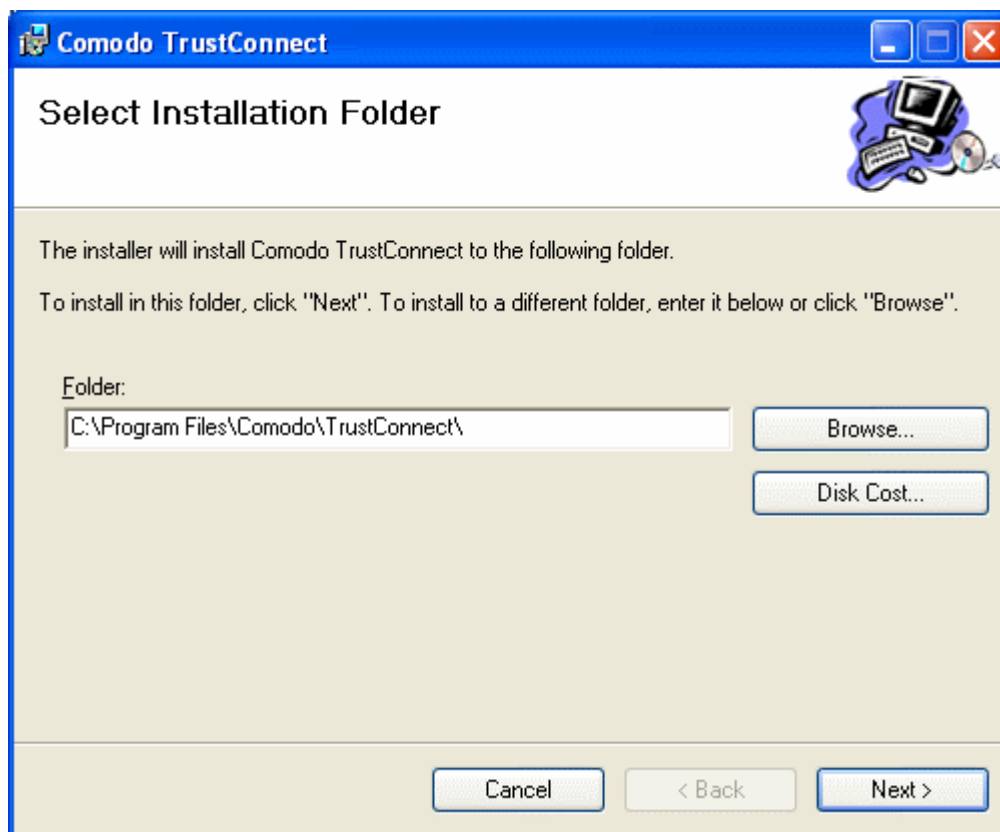 Comodo TrustConnect
Select Installation Folder
The installer will install Comodo TrustConnect to the following folder.
To install in this folder, click "Next". To install to a different folder, enter it below or click "Browse".
Folder:
C:\Program Files\Comodo\TrustConnect\
Browse...
Disk Cost...
Cancel
< Back
Next >